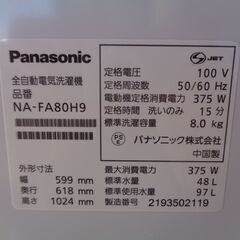 Panasonic
全自動電気洗濯機
品番
NA-FA80H9
外形寸法
幅 599 mm
奥行 618 mm
高さ 1024 mm
S-JET
定格電圧 100 V
定格周波数 50/60 Hz
電動機定格消費電力 375 W
定格時間 洗いのみ 15 分
標準洗濯容量 8.0 kg
PS E
パナソニック株式会社
中国製
最大消費電力 375 W
標準水量 48 L
標準使用水量 97 L
製造番号 2193502119